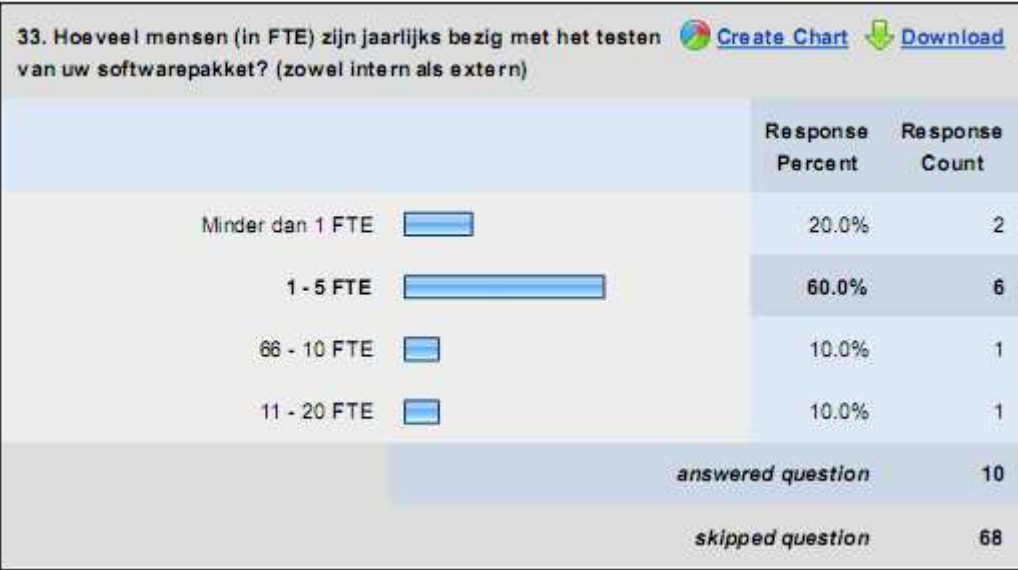 33. Hoeveel mensen (in FTE) zijn jaarlijks bezig met het testen
van uw softwarepakket? (zowel intern als extern)
Create Chart Download
Response Percent Response Count
Minder dan 1 FTE 20.0% 2
1 - 5 FTE 60.0% 6
66 - 10 FTE 10.0% 1
11 - 20 FTE 10.0% 1
answered question 10
skipped question 68